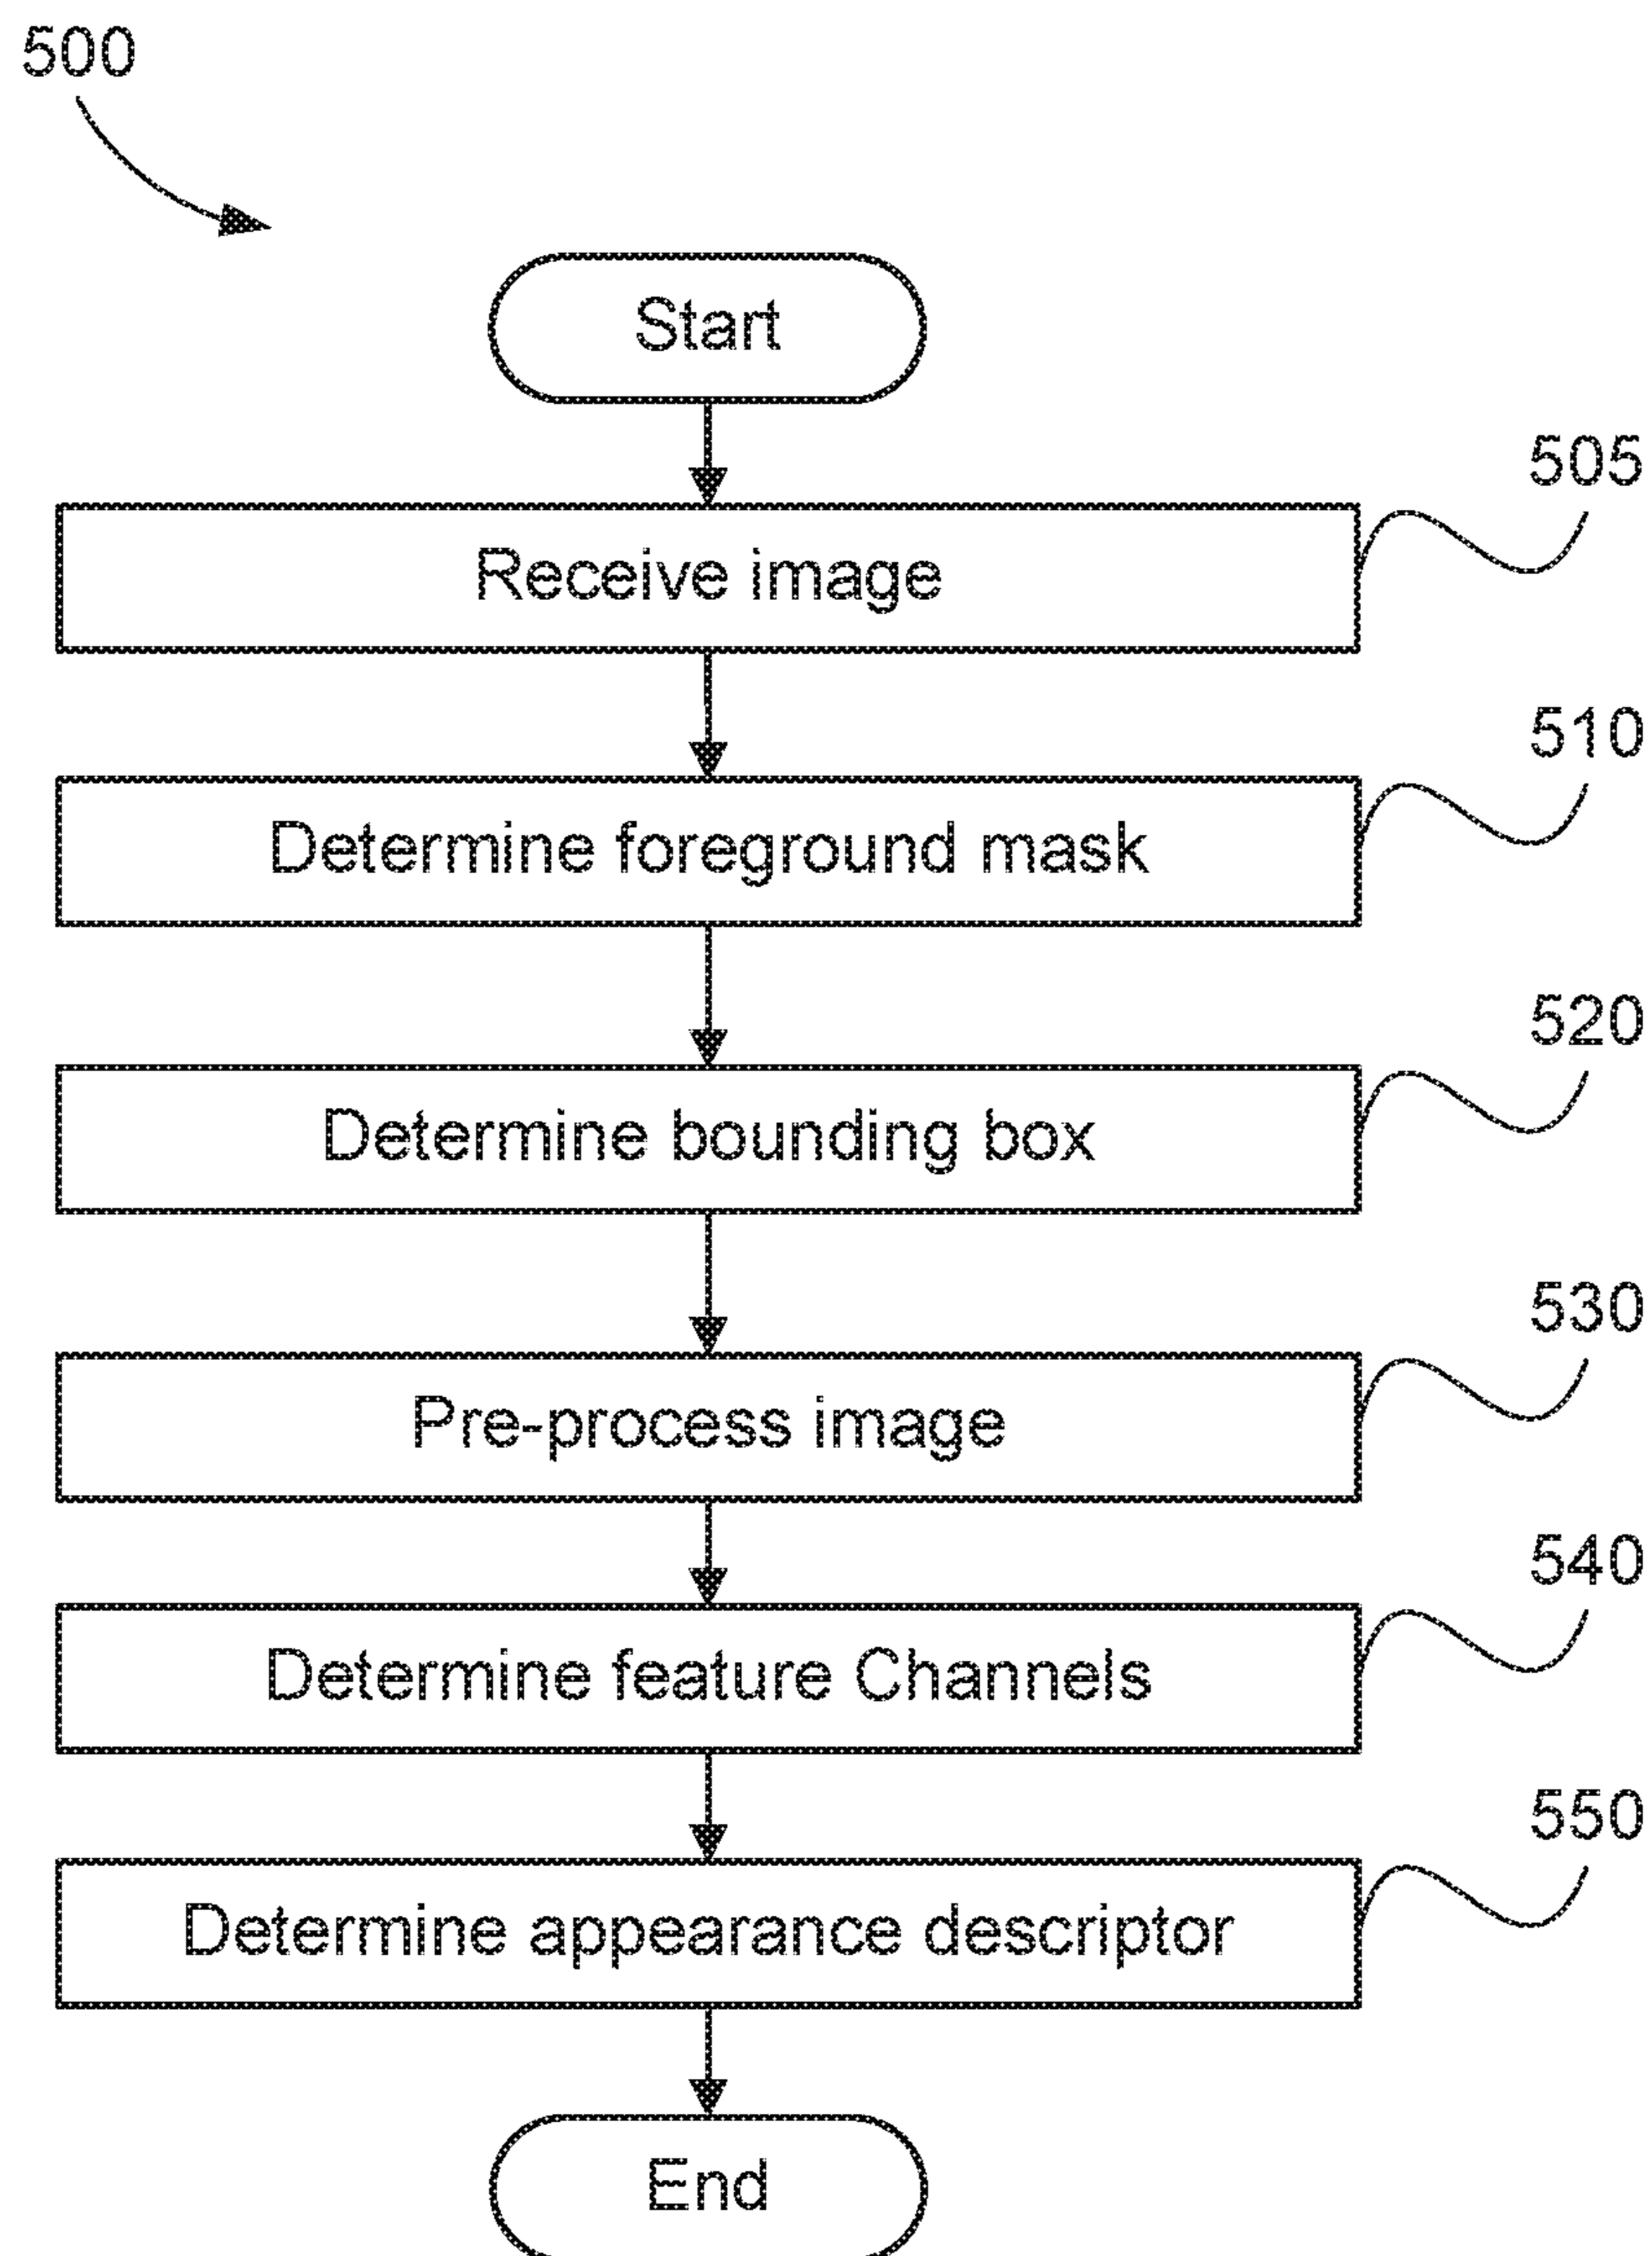 500
Start
505
Receive image
510
Determine foreground mask
520
Determine bounding box
530
Pre-process image
540
Determine feature Channels
550
Determine appearance descriptor
End